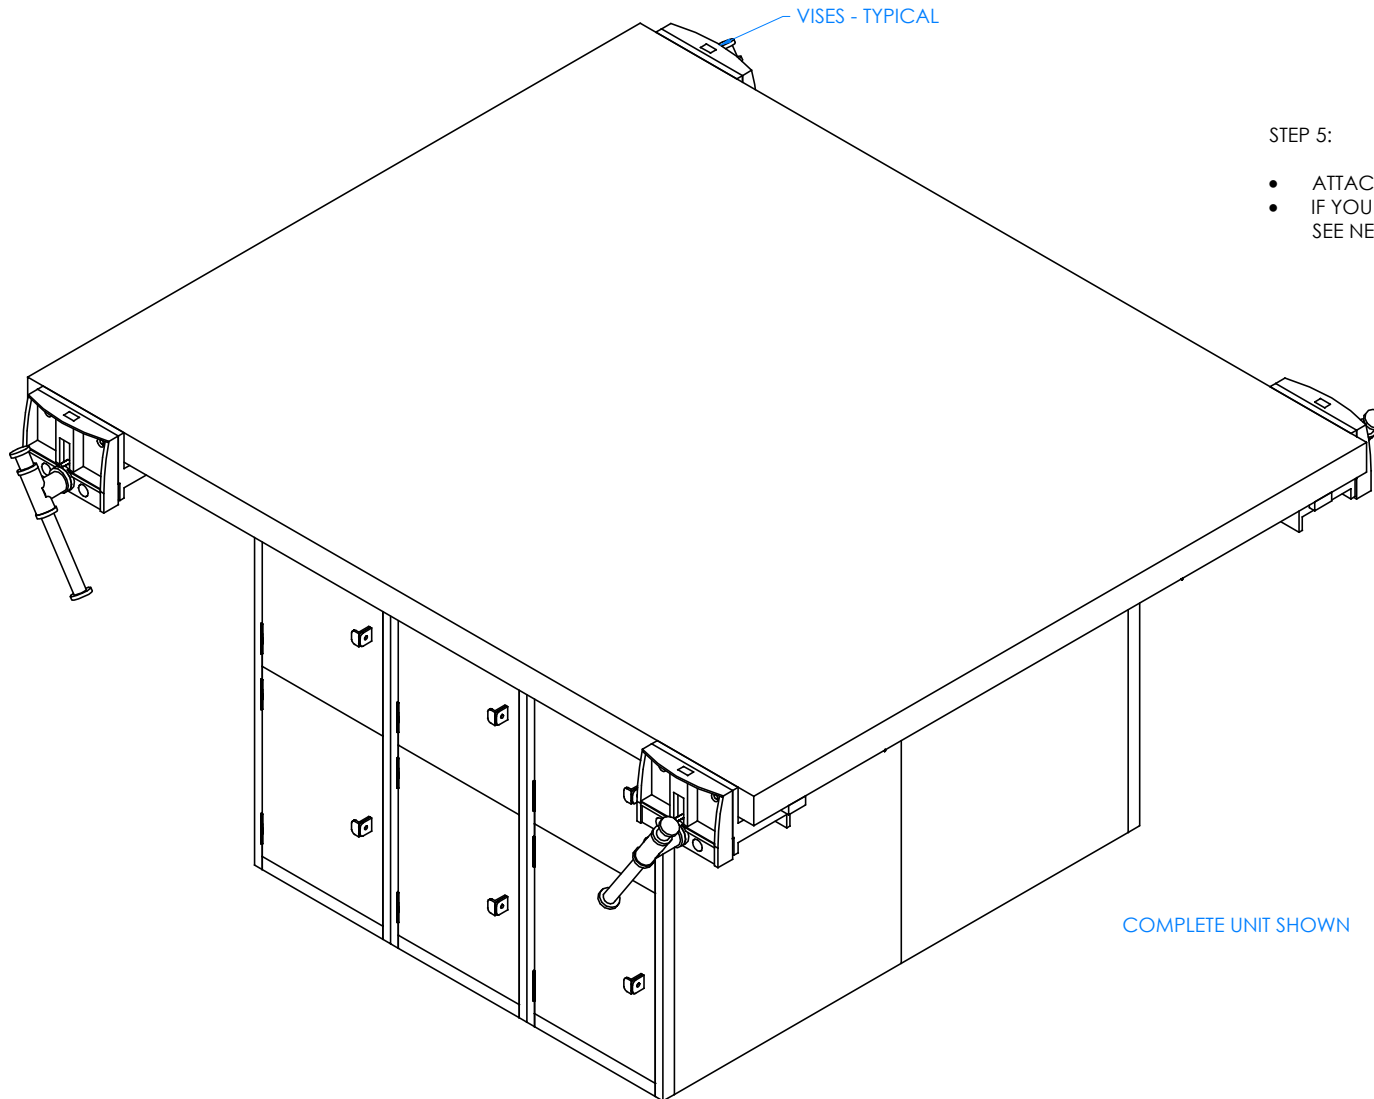 VISES - TYPICAL
STEP 5:
• ATTAC
• IF YOU
SEE NE
COMPLETE UNIT SHOWN